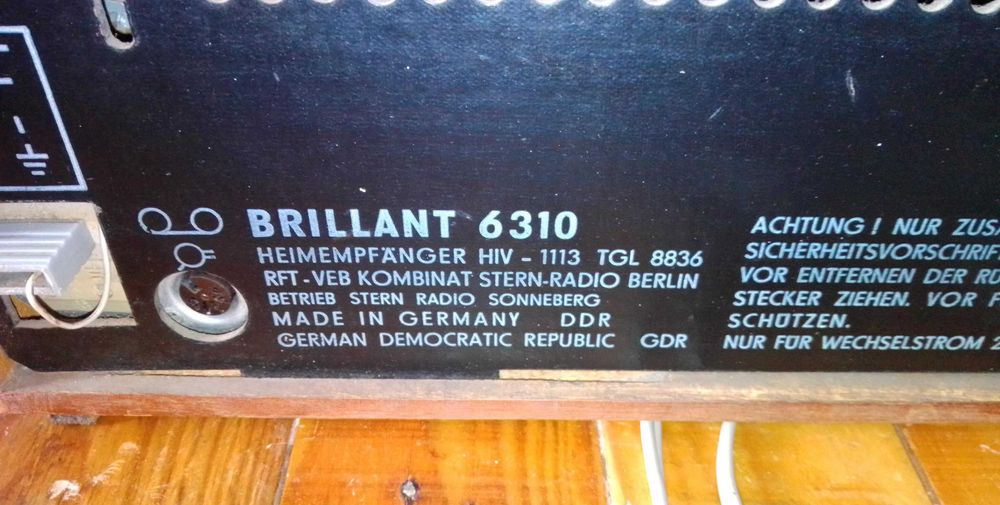 BRILLANT 6310
HEIMEMPFÄNGER HIV - 1113 TGL 8836
RFT-VEB KOMBINAT STERN-RADIO BERLIN
BETRIEB STERN RADIO SONNEBERG
MADE IN GERMANY DDR
GERMAN DEMOCRATIC REPUBLIC GDR
ACHTUNG ! NUR
VOR ENTFERNEN DER
STECKER ZIEHEN. VOR
SCHÜTZEN.
NUR FÜR WECHSELSTROM